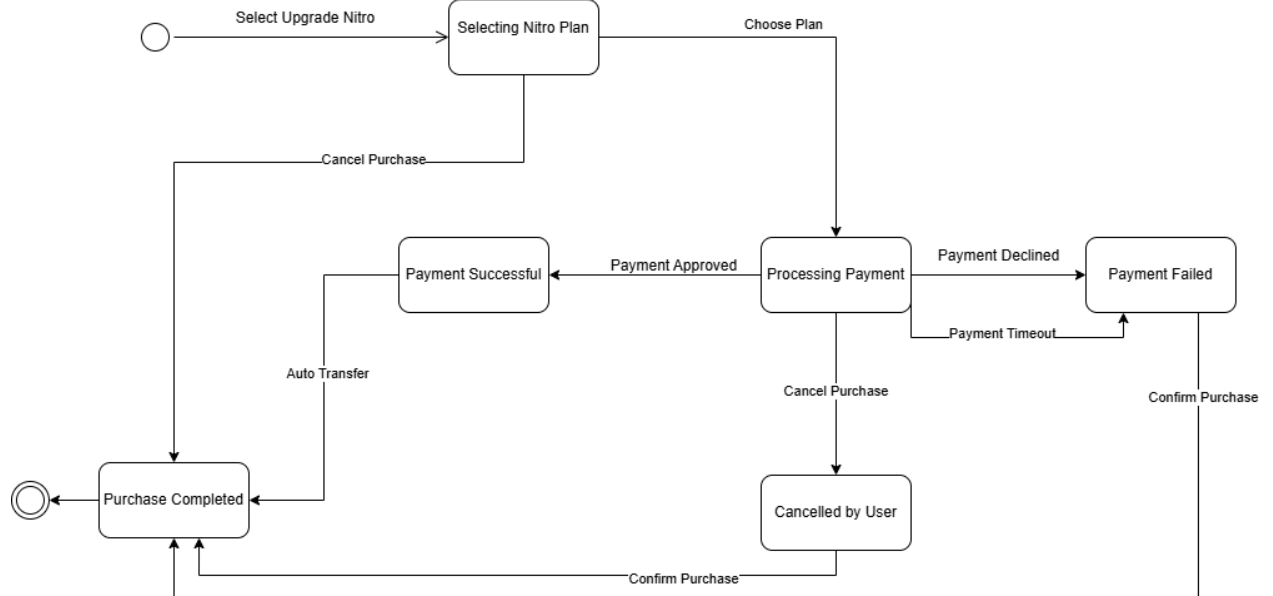 Select Upgrade Nitro
Selecting Nitro Plan
Choose Plan
Cancel Purchase
Payment Successful
Payment Approved
Processing Payment
Payment Declined
Payment Failed
Payment Timeout
Auto Transfer
Cancel Purchase
Confirm Purchase
Purchase Completed
Cancelled by User
Confirm Purchase